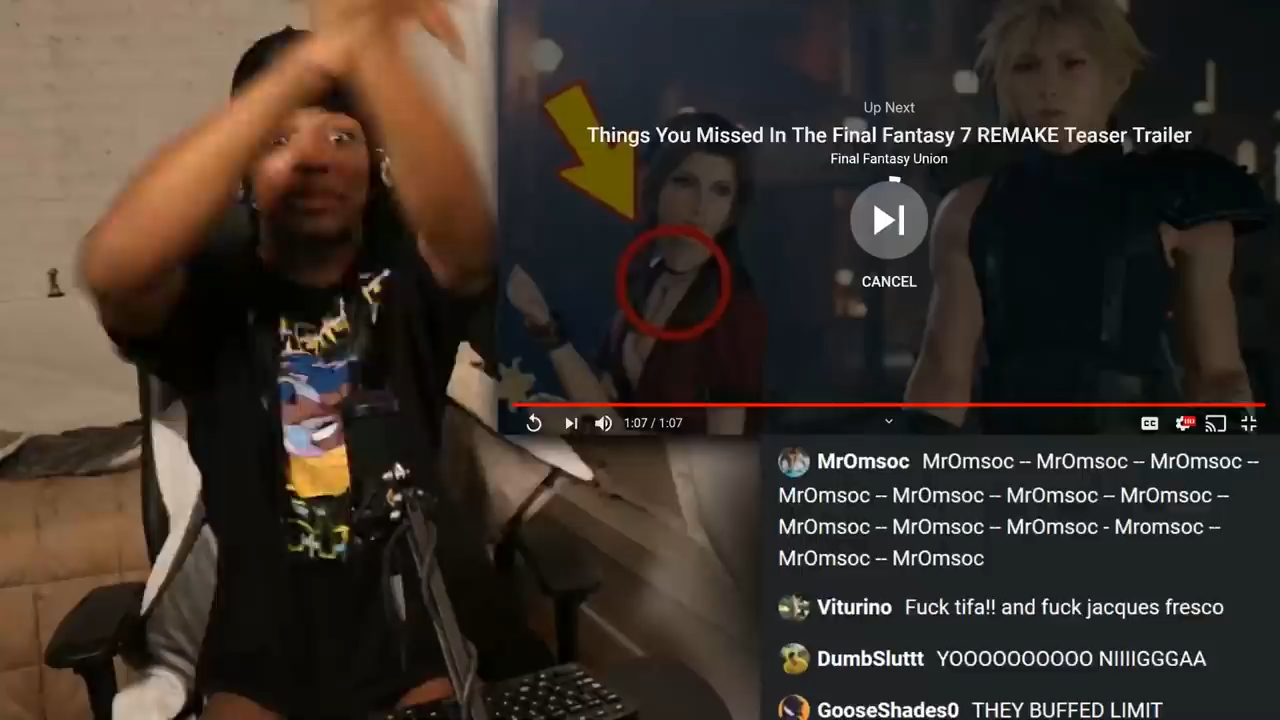 Up Next
Things You Missed In The Final Fantasy 7 REMAKE Teaser Trailer
Final Fantasy Union
CANCEL
1:07 / 1:07
CC
MrOmsoc MrOmsoc -- MrOmsoc -- MrOmsoc --
MrOmsoc -- MrOmsoc -- MrOmsoc -- MrOmsoc --
MrOmsoc -- MrOmsoc -- MrOmsoc - Mromsoc --
MrOmsoc -- MrOmsoc
Viturino Fuck tifa!! and fuck jacques fresco
DumbSluttt YOOOOOOOOOO NIIIIGGGAA
GooseShades0 THEY BUFFED LIMIT